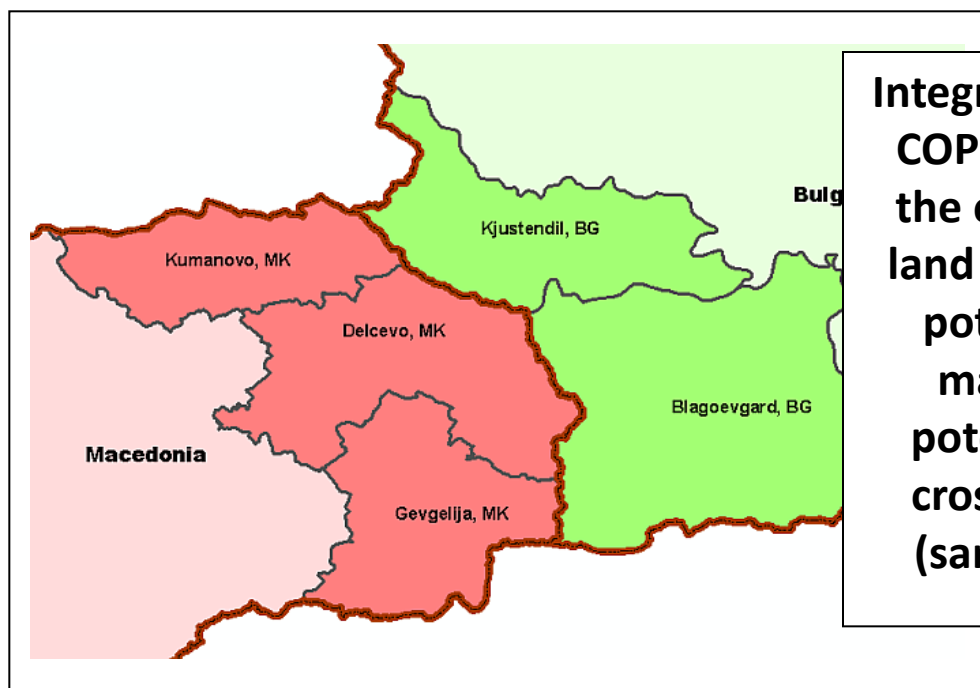 Kjustendil, BG
Kumanovo, MK
Delcevo, MK
Blagoevgard, BG
Macedonia
Gevgelija, MK
Bulg
Integr
COP
the
land
pot
ma
pot
cros
(sar